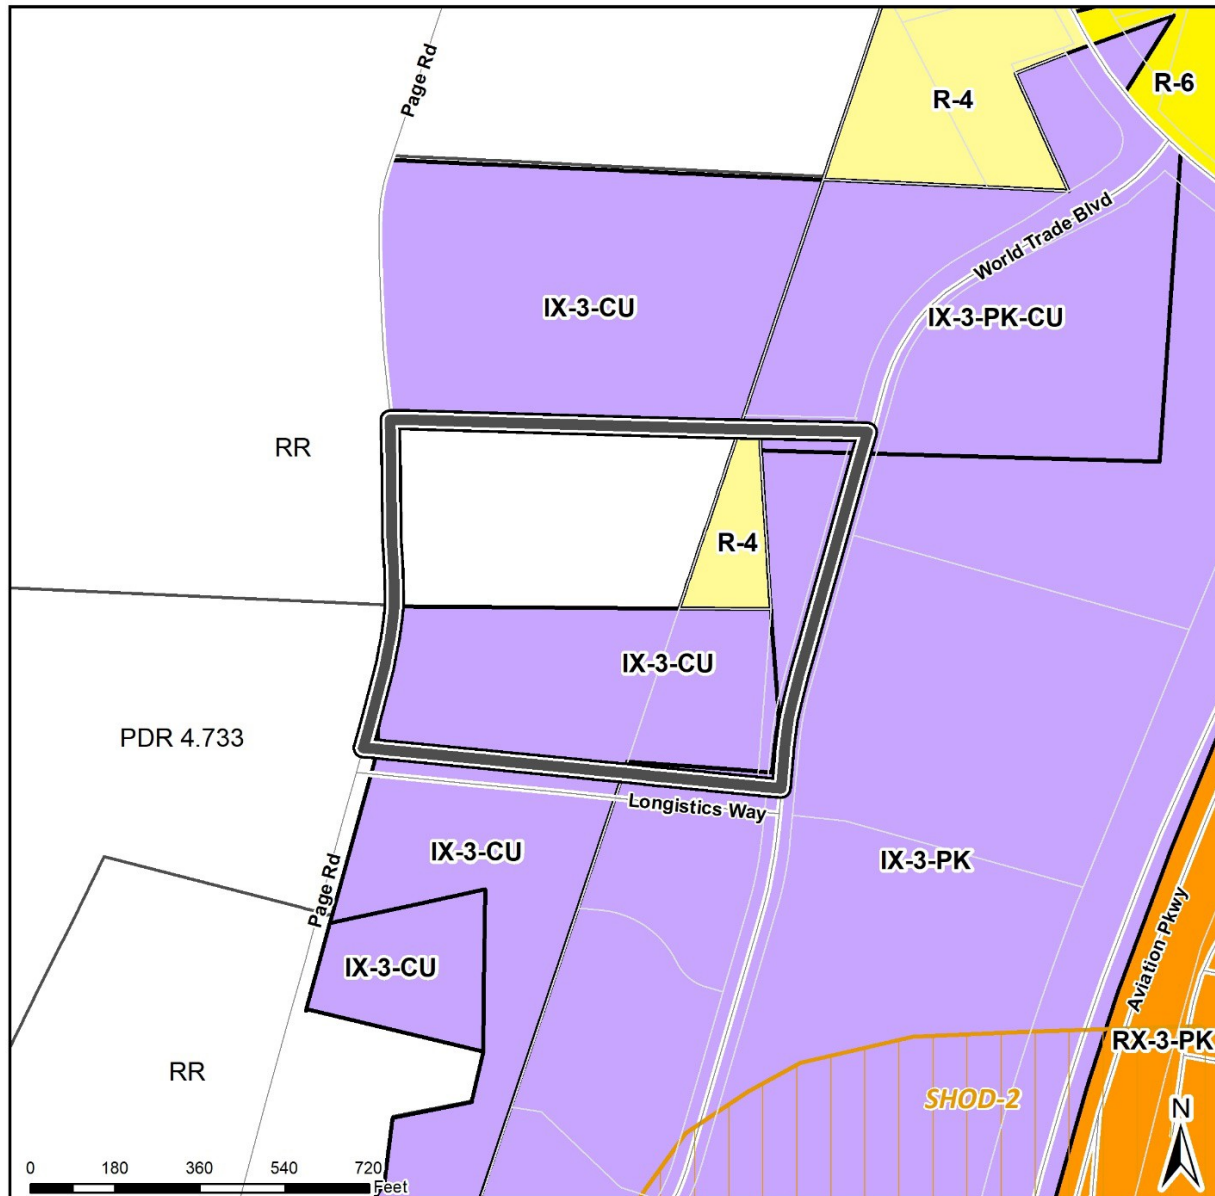 Page Rd
R-4
R-6
World Trade Blvd
IX-3-CU
IX-3-PK-CU
RR
R-4
IX-3-CU
PDR 4.733
Longistics Way
IX-3-CU
IX-3-PK
Page Rd
IX-3-CU
Aviation Pkwy
RX-3-PK
RR
SHOD-2
N
0 180 360 540 720
Feet